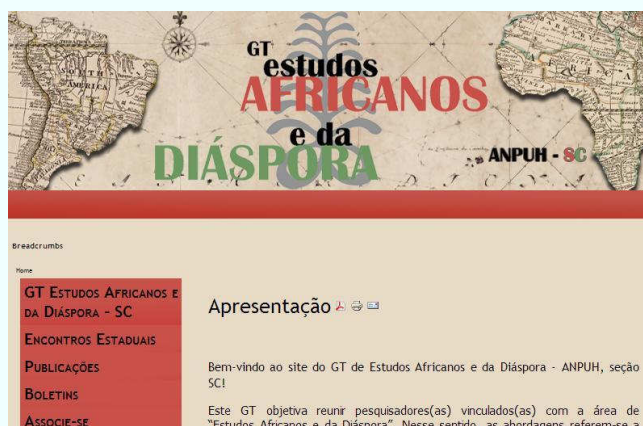 GT
estudos
AFRICANOS
e da
DIÁSPORA
ANPUH - SC
SOUTH
AMERICA
Breadcrumbs
Home
GT ESTUDOS AFRICANOS E
DA DIÁSPORA - SC
ENCONTROS ESTADUAIS
PUBLICAÇÕES
BOLETINS
ASSOCIE-SE
Apresentação
Bem-vindo ao site do GT de Estudos Africanos e da Diáspora - ANPUH, seção
SC!
Este GT objetiva reunir pesquisadores(as) vinculados(as) com a área de
"Estudos Africanos e da Diáspora". Nesse sentido, as abordagens referem-se a